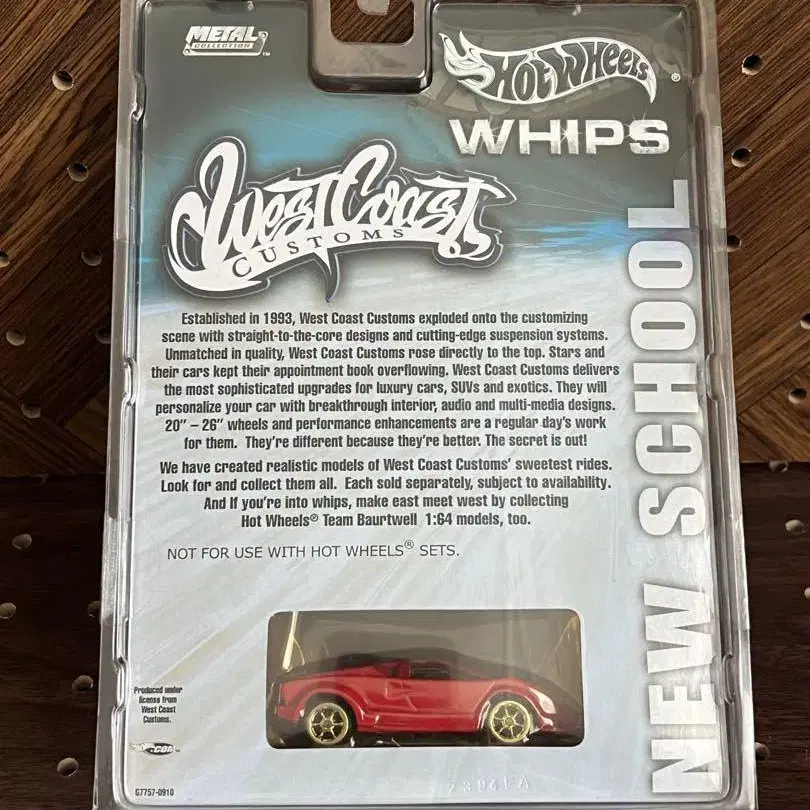 METAL
COLLECTION™
HOT WHEELS®
WHIPS
WEST COAST
CUSTOMS
NEW SCHOOL
Established in 1993, West Coast Customs exploded onto the customizing
scene with straight-to-the-core designs and cutting-edge suspension systems.
Unmatched in quality, West Coast Customs rose directly to the top. Stars and
their cars kept their appointment book overflowing. West Coast Customs delivers
the most sophisticated upgrades for luxury cars, SUVs and exotics. They will
personalize your car with breakthrough interior, audio and multi-media designs.
20" – 26" wheels and performance enhancements are a regular day's work
for them. They're different because they're better. The secret is out!
We have created realistic models of West Coast Customs' sweetest rides.
Look for and collect them all. Each sold separately, subject to availability.
And If you're into whips, make east meet west by collecting
Hot Wheels® Team Baurtwell 1:64 models, too.
NOT FOR USE WITH HOT WHEELS® SETS.
Produced under
license from
West Coast
Customs.
.COM
G7757-0910